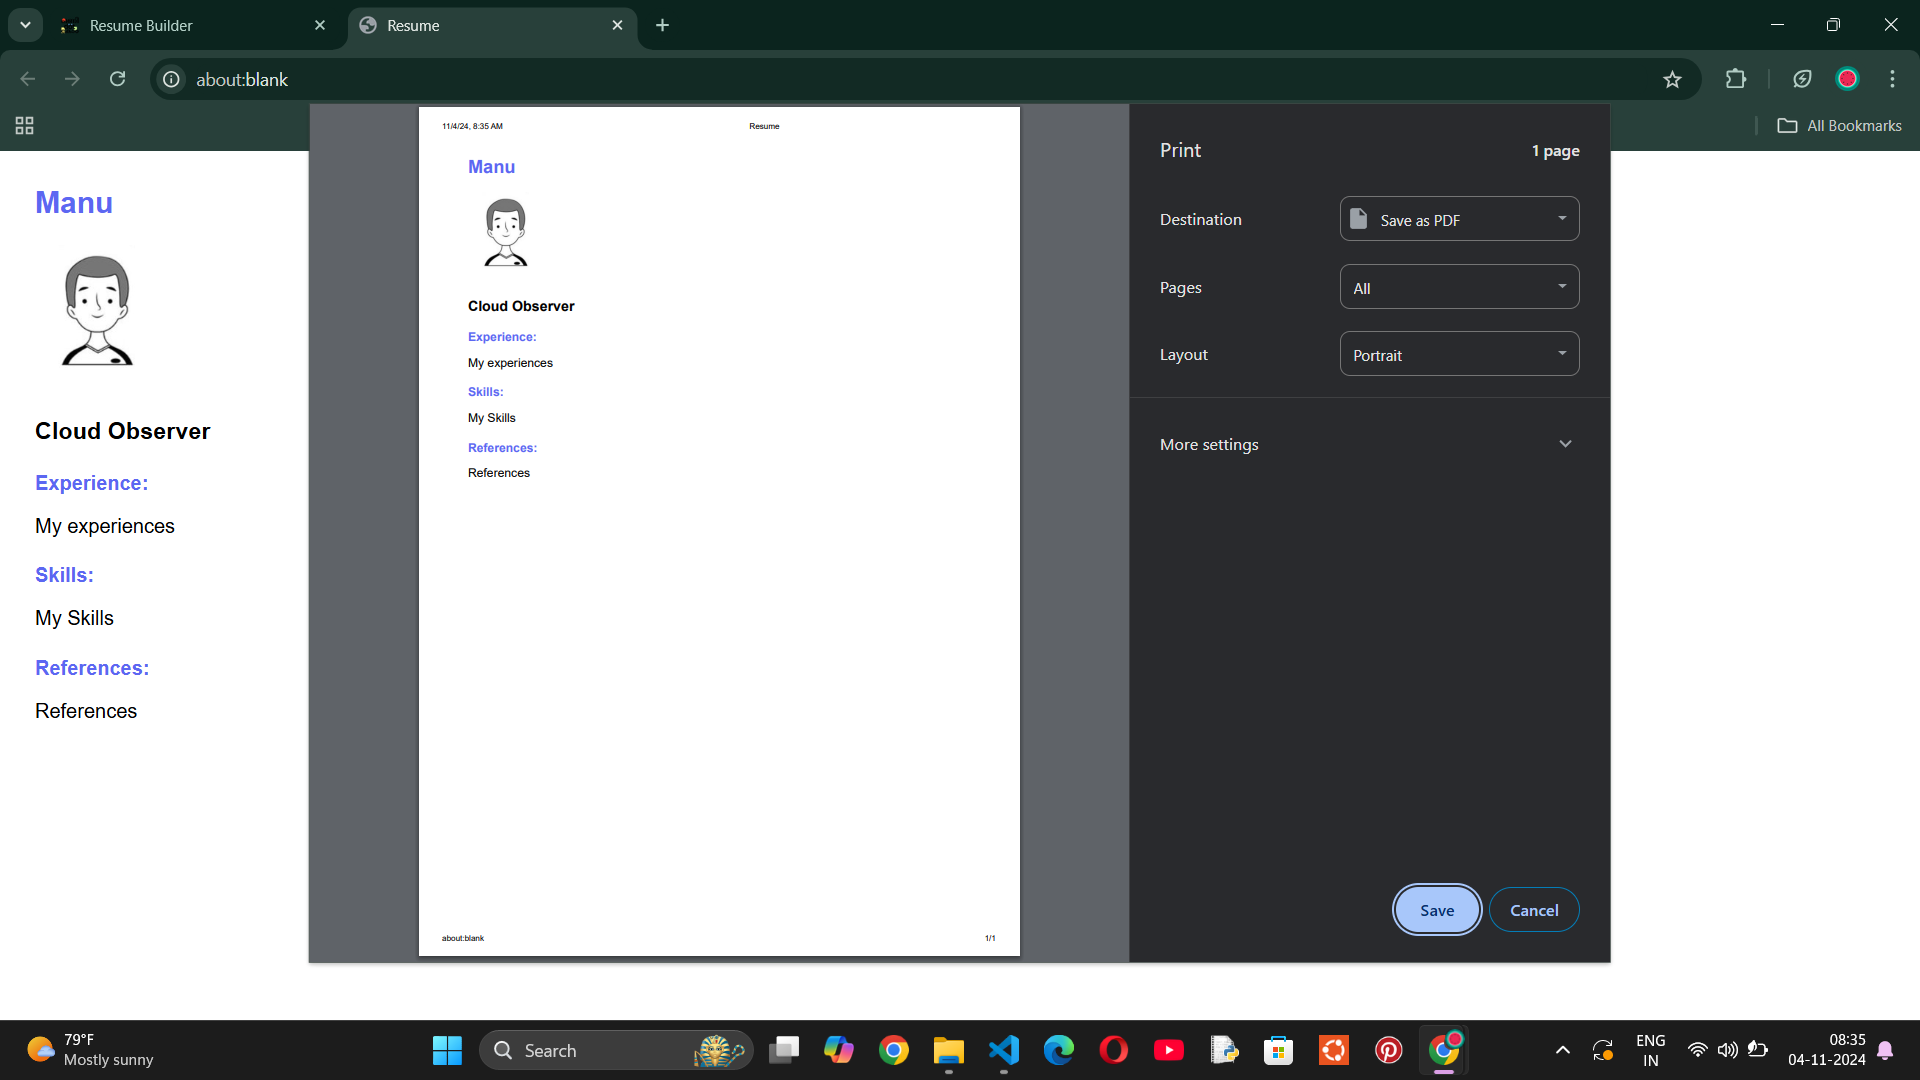 Resume Builder
Resume
about:blank
All Bookmarks
Manu
Cloud Observer
Experience:
My experiences
Skills:
My Skills
References:
References
11/4/24, 8:35 AM
Resume
Manu
Cloud Observer
Experience:
My experiences
Skills:
My Skills
References:
References
about:blank
1/1
Print
1 page
Destination
Save as PDF
Pages
All
Layout
Portrait
More settings
Save
Cancel
79°F
Mostly sunny
Search
ENG
IN
08:35
04-11-2024